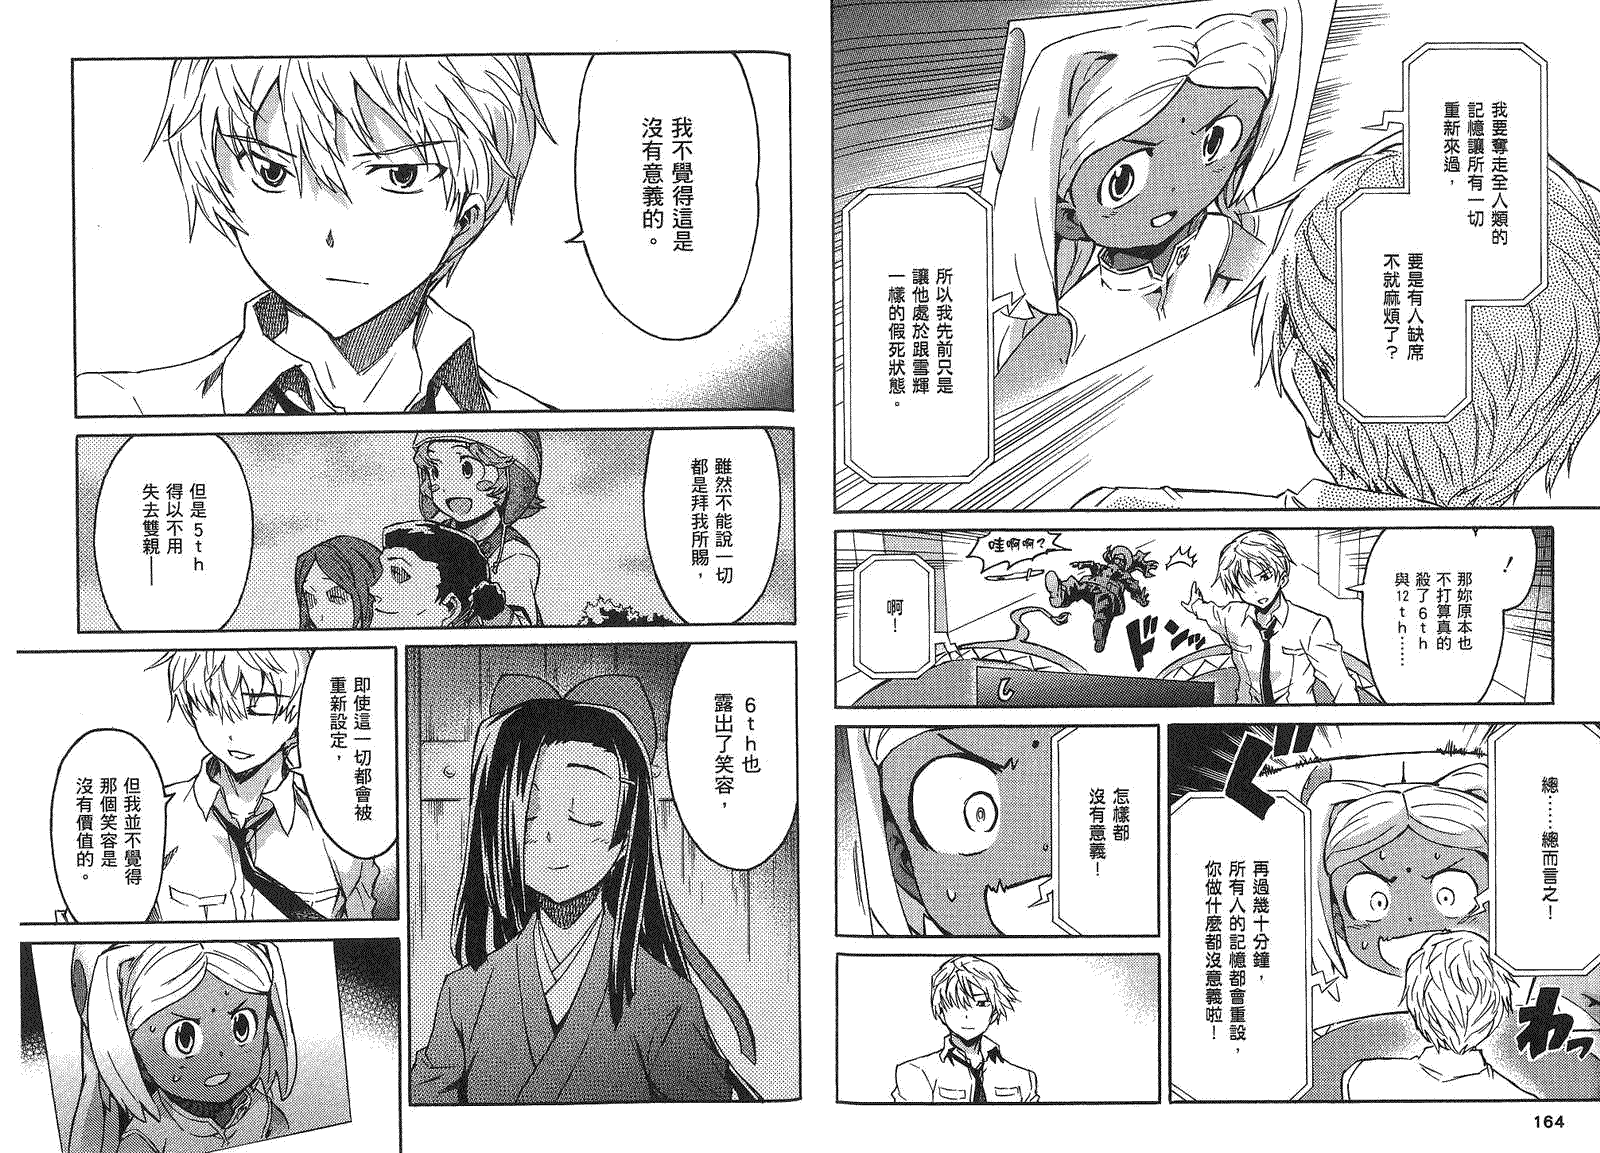 我要奪走全人類的
記憶讓所有一切
重新來過，
要是有人缺席
不就麻煩了？
所以我先前只是
讓他處於跟雪輝
一樣的假死狀態。
！
那妳原本也
不打算真的
殺了6th
與12th……
哇啊啊？
ドンッ
啊！
總……總而言之！
再過幾十分鐘，
所有人的記憶都會重設，
你做什麼都沒意義啦！
わっ
怎樣都
沒有意義！
164
我不覺得這是
沒有意義的。
雖然不能說一切
都是拜我所賜，
但是5th
得以不用
失去雙親——
6th也
露出了笑容，
即使這一切都會被
重新設定，
但我並不覺得
那個笑容是
沒有價值的。